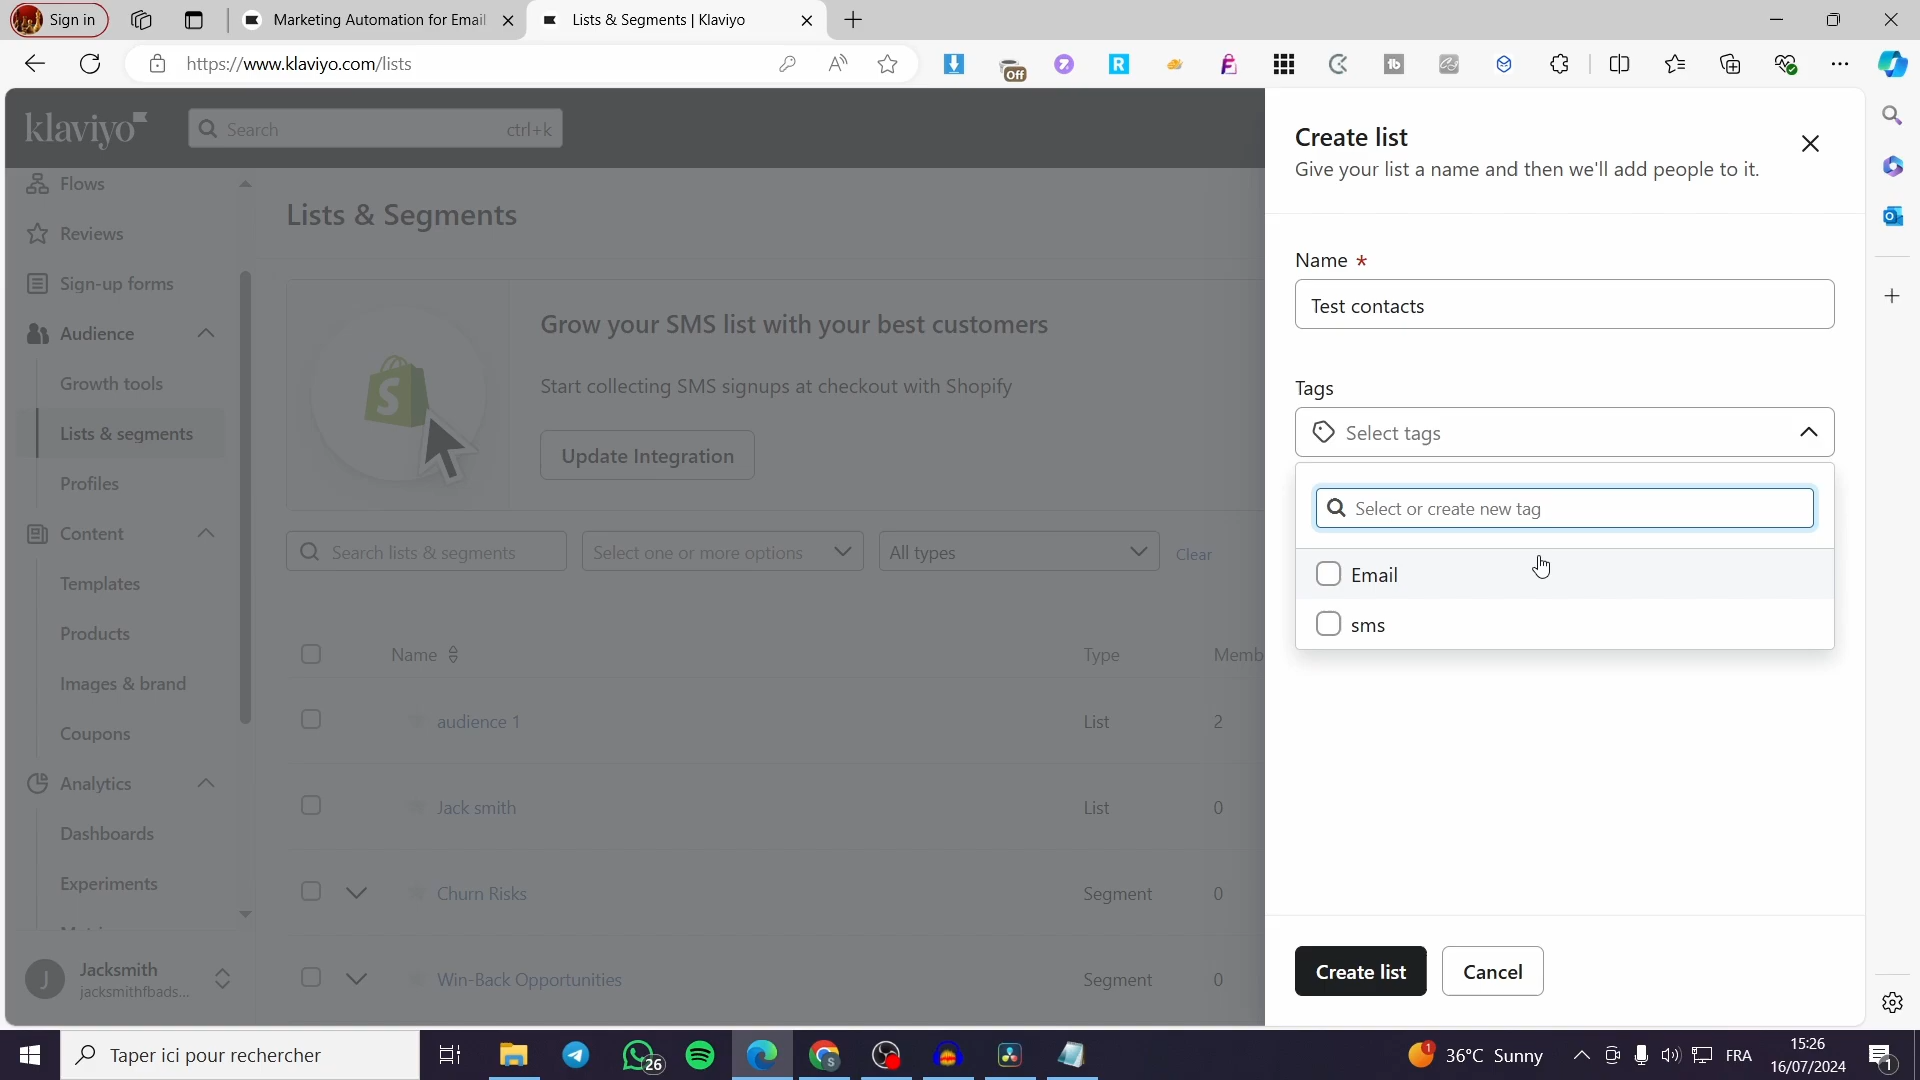 Sign in
Marketing Automation for Email
Lists & Segments | Klaviyo
https://www.klaviyo.com/lists
Off
R
tb
klaviyo
Search
ctrl+k
Flows
Reviews
Sign-up forms
Audience
Growth tools
Lists & segments
Profiles
Content
Templates
Products
Images & brand
Coupons
Analytics
Dashboards
Experiments
J
Jacksmith
jacksmithfbads...
Lists & Segments
Grow your SMS list with your best customers
Start collecting SMS signups at checkout with Shopify
Update Integration
Search lists & segments
Select one or more options
All types
Clear
Name
Type
Memb
audience 1
List
2
Jack smith
List
0
Churn Risks
Segment
0
Win-Back Opportunities
Segment
0
Create list
Give your list a name and then we'll add people to it.
Name *
Test contacts
Tags
Select tags
Select or create new tag
Email
sms
Create list
Cancel
Taper ici pour rechercher
26
1
36°C Sunny
FRA
15:26
16/07/2024
1